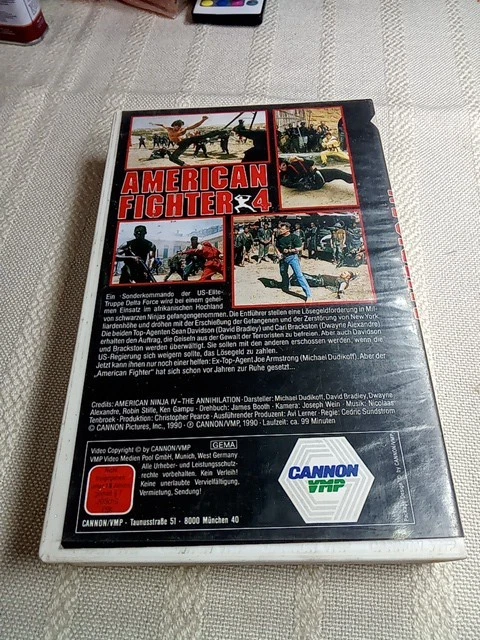 AMERICAN
FIGHTER 4
Ein Sonderkommando der US-Elite-
Truppe Delta Force wird bei einem gehei-
men Einsatz im afrikanischen Hochland
von schwarzen Ninjas gefangengenommen. Die Entführer stellen eine Lösegeldforderung in Mil-
liardenhöhe und drohen mit der Erschießung der Gefangenen und der Zerstörung von New York.
Die beiden Top-Agenten Sean Davidson (David Bradley) und Carl Brackston (Dwayne Alexandre)
erhalten den Auftrag, die Geiseln aus der Gewalt der Terroristen zu befreien. Aber auch Davidson
und Brackston werden überwältigt. Sie sollen mit den anderen erschossen werden, wenn die
US-Regierung sich weigern sollte, das Lösegeld zu zahlen.
Jetzt kann ihnen nur noch einer helfen: Ex-Top-Agent Joe Armstrong (Michael Dudikoff). Aber der
„American Fighter" hat sich schon vor Jahren zur Ruhe gesetzt...
Credits: AMERICAN NINJA IV – THE ANNIHILATION · Darsteller: Michael Dudikoff, David Bradley, Dwayne
Alexandre, Robin Stille, Ken Gampu · Drehbuch: James Booth · Kamera: Joseph Wein · Musik: Nicolaas
Tenbroek · Produktion: Christopher Pearce · Ausführender Produzent: Avi Lerner · Regie: Cedric Sundstrom
© CANNON Pictures, Inc., 1990 · ℗ CANNON/VMP, 1990 · Laufzeit: ca. 99 Minuten
Video Copyright © by CANNON/VMP
GEMA
VMP Video Medien Pool GmbH, Munich, West Germany
Alle Urheber- und Leistungsschutz-
rechte vorbehalten. Kein Verleih!
Keine unerlaubte Vervielfältigung,
Vermietung, Sendung!
CANNON/VMP · Taunusstraße 51 · 8000 München 40
CANNON
VMP